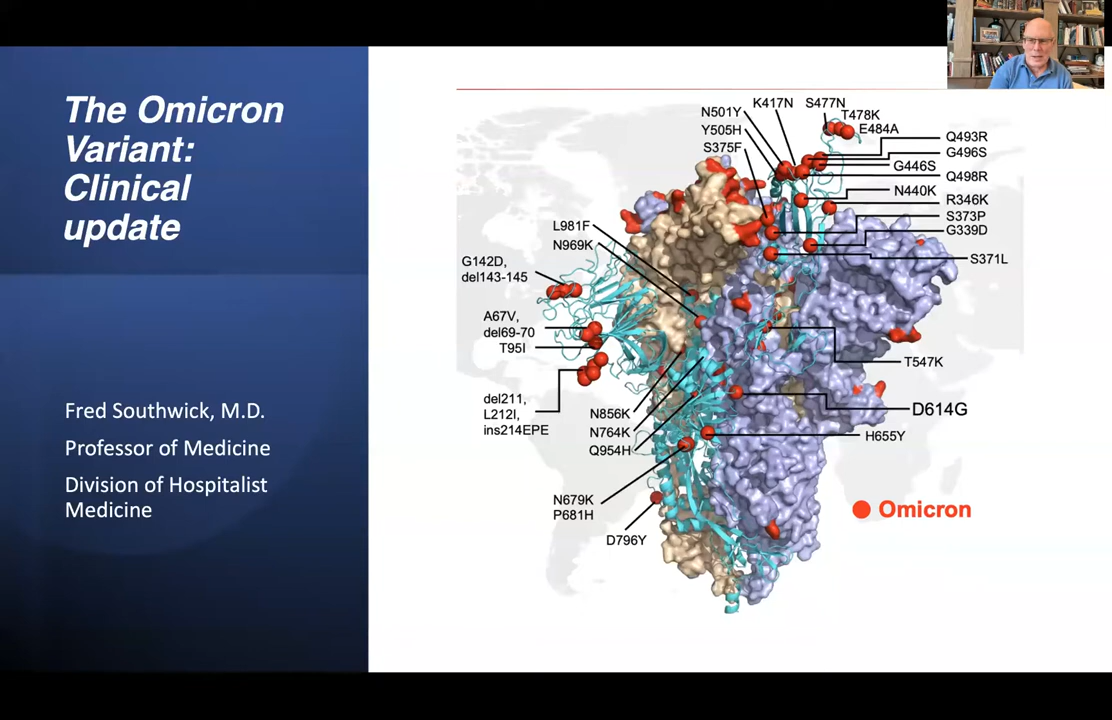 The Omicron
Variant:
Clinical
update
Fred Southwick, M.D.
Professor of Medicine
Division of Hospitalist
Medicine
K417N
S477N
N501Y
T478K
Y505H
E484A
S375F
Q493R
G496S
G446S
Q498R
N440K
R346K
S373P
G339D
S371L
L981F
N969K
G142D,
del143-145
A67V,
del69-70
T95I
T547K
del211,
L212I,
ins214EPE
N856K
N764K
Q954H
D614G
H655Y
N679K
P681H
D796Y
Omicron